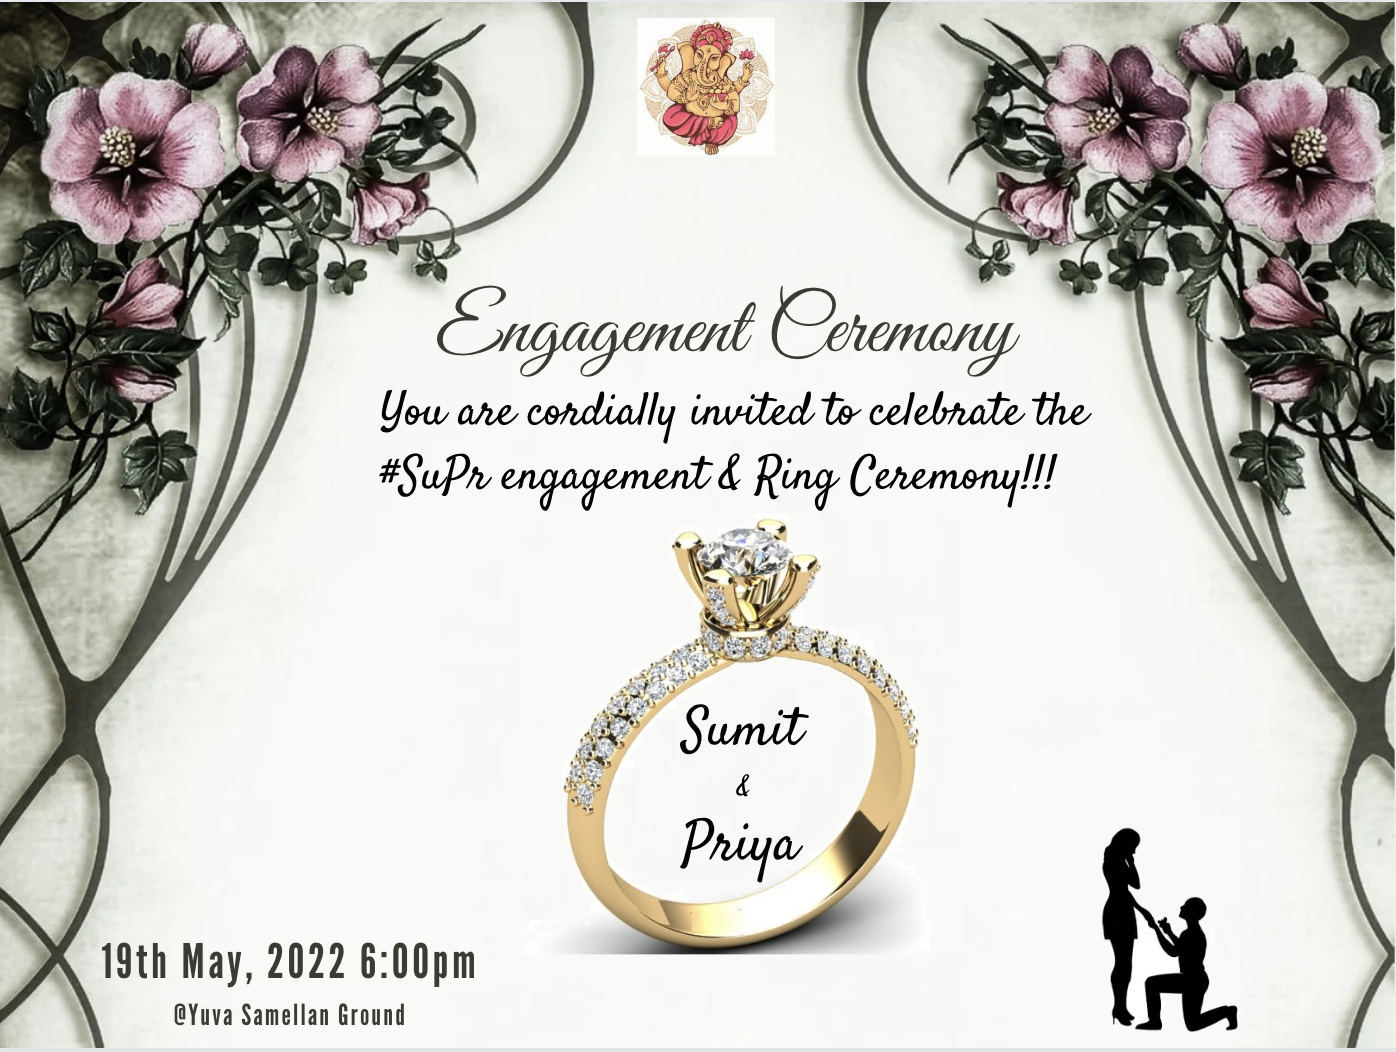 Engagement Ceremony
You are cordially invited to celebrate the
#SuPr engagement & Ring Ceremony!!!
Sumit
&
Priya
19th May, 2022 6:00pm
@Yuva Samellan Ground